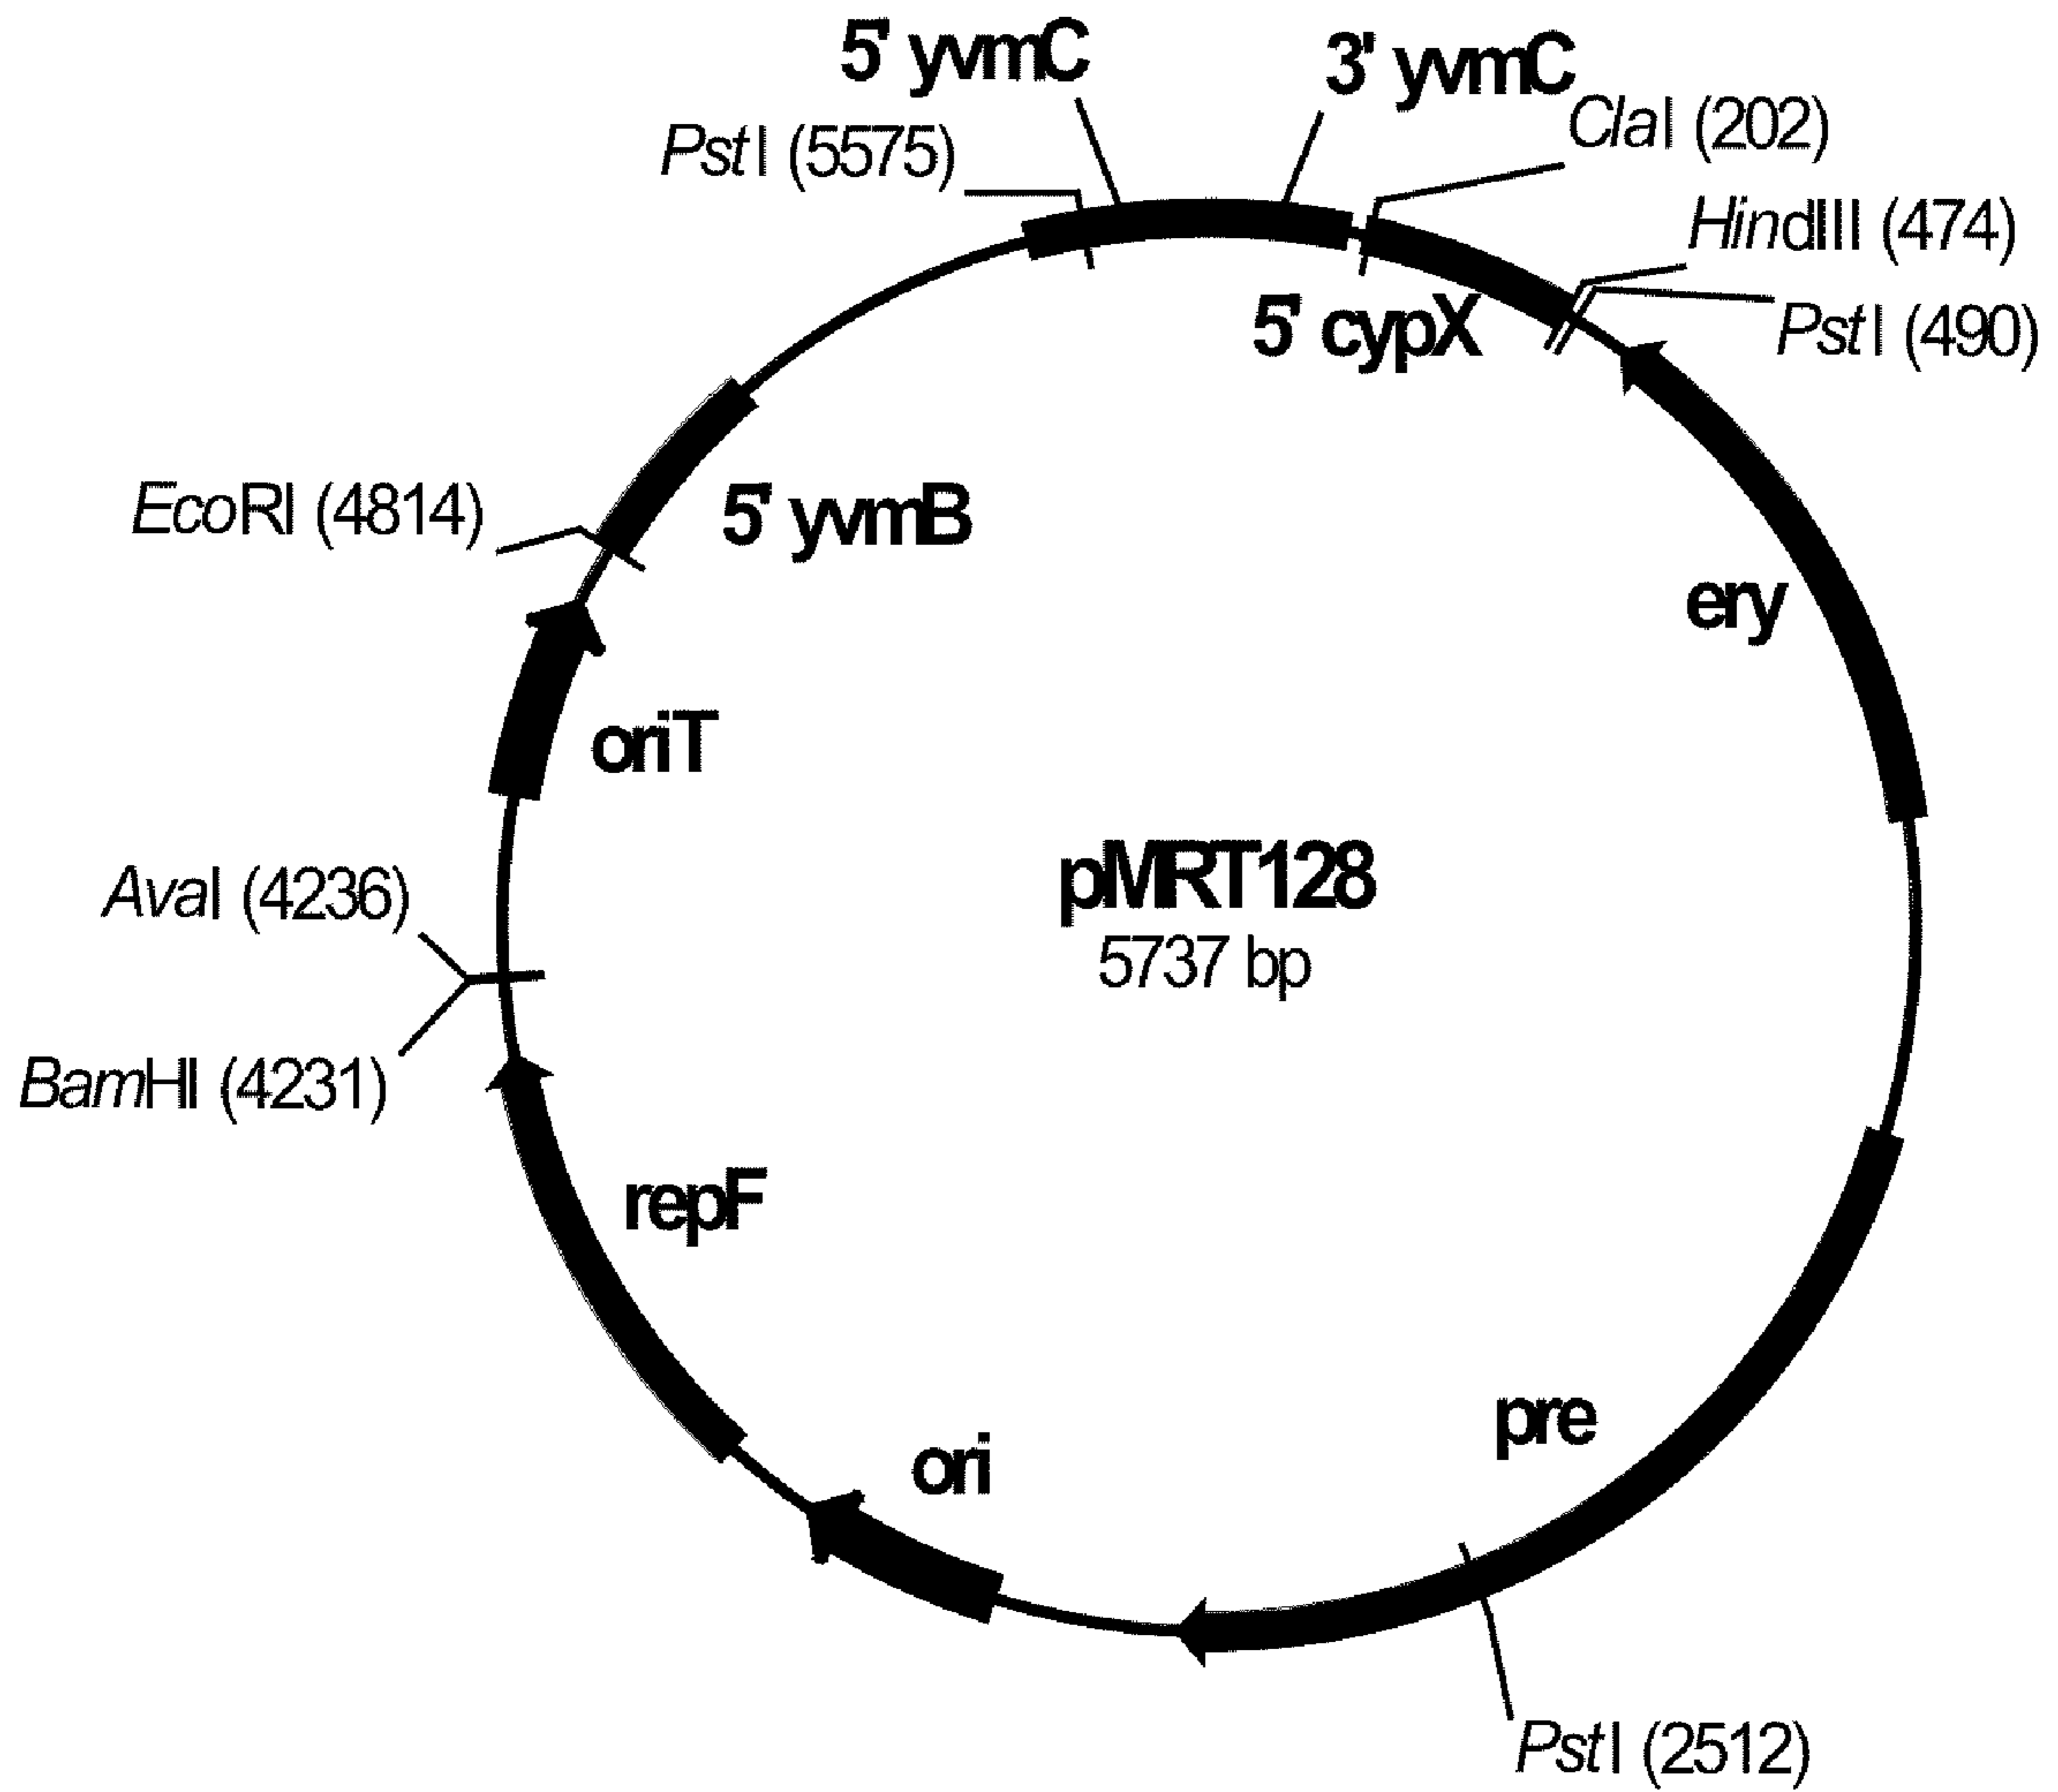 5' yvmC
3' yvmC
ClaI (202)
PstI (5575)
HindIII (474)
PstI (490)
5' cypX
EcoRI (4814)
5' yvmB
ery
oriT
pMRT128
5737 bp
AvaI (4236)
BamHI (4231)
repF
pre
ori
PstI (2512)